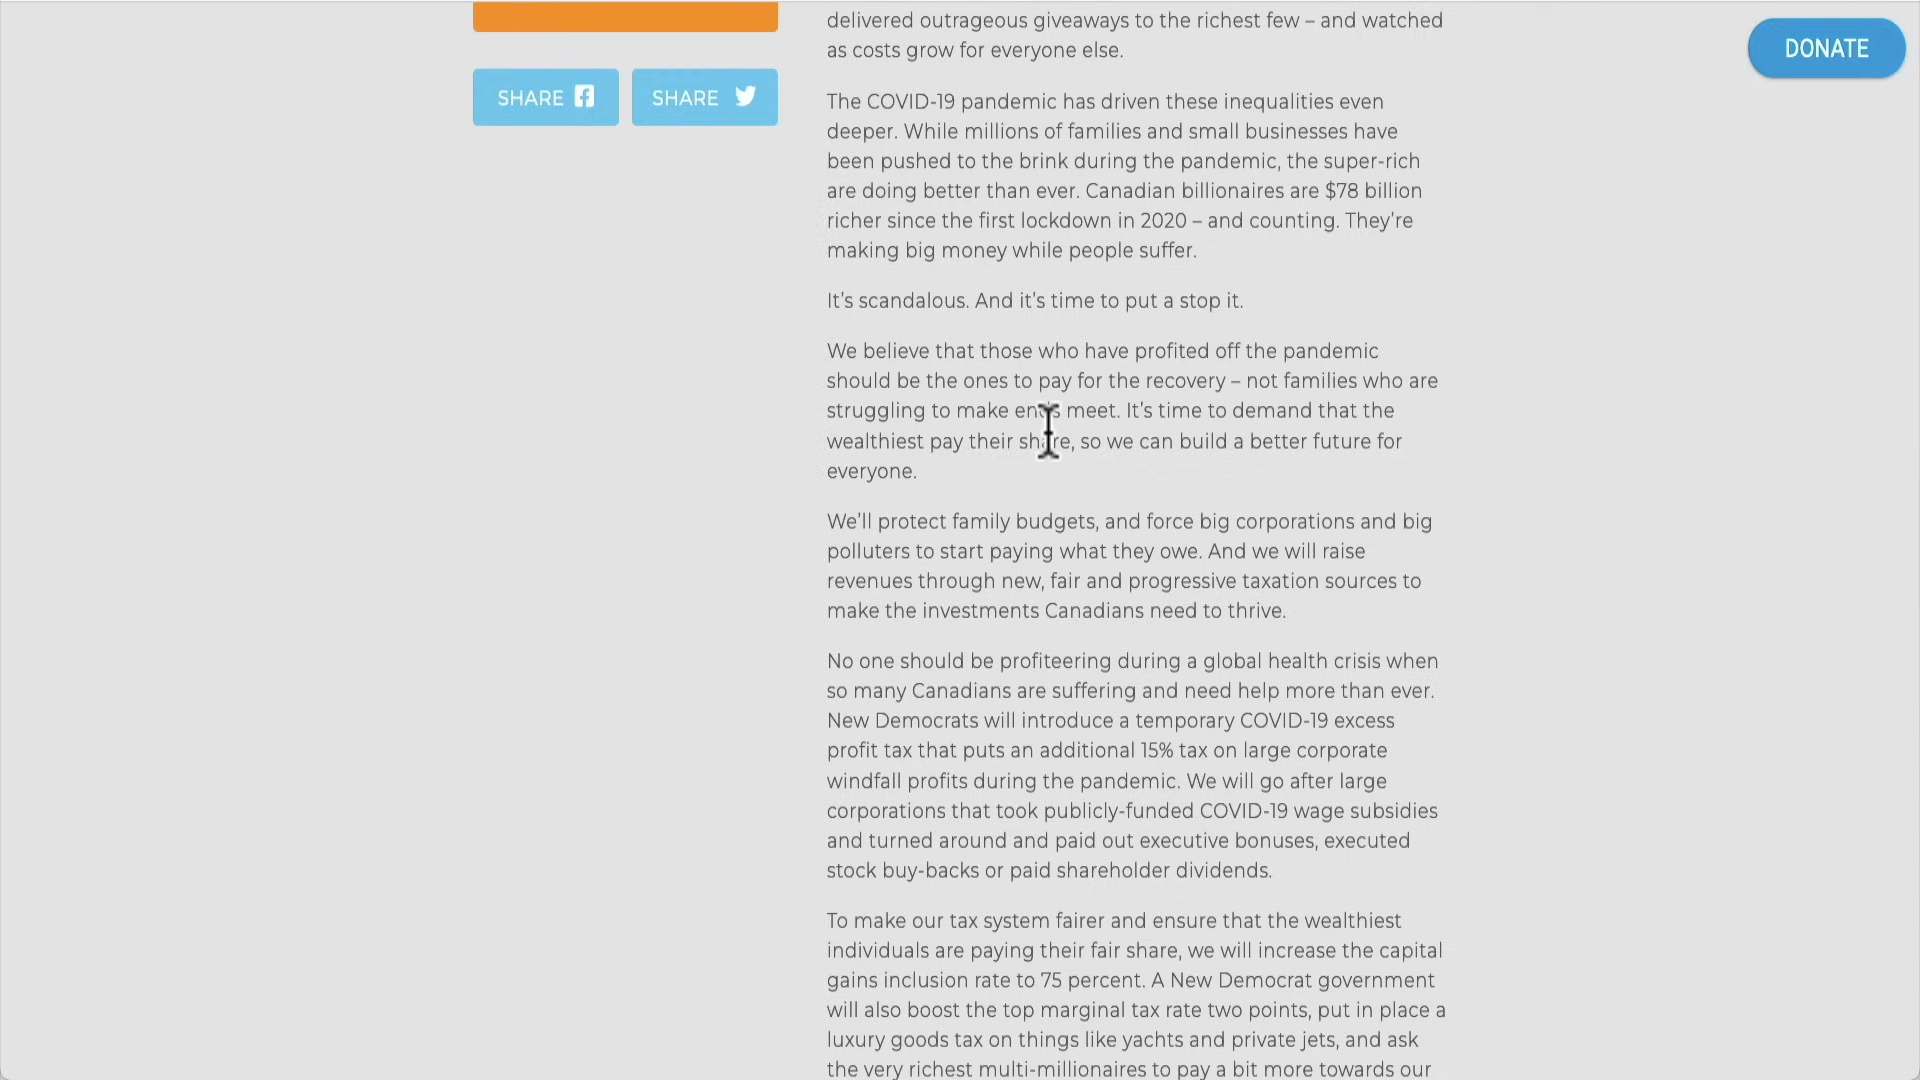 delivered outrageous giveaways to the richest few – and watched
as costs grow for everyone else.
DONATE
SHARE
SHARE
The COVID-19 pandemic has driven these inequalities even
deeper. While millions of families and small businesses have
been pushed to the brink during the pandemic, the super-rich
are doing better than ever. Canadian billionaires are $78 billion
richer since the first lockdown in 2020 – and counting. They’re
making big money while people suffer.
It’s scandalous. And it’s time to put a stop it.
We believe that those who have profited off the pandemic
should be the ones to pay for the recovery – not families who are
struggling to make ends meet. It’s time to demand that the
wealthiest pay their share, so we can build a better future for
everyone.
We’ll protect family budgets, and force big corporations and big
polluters to start paying what they owe. And we will raise
revenues through new, fair and progressive taxation sources to
make the investments Canadians need to thrive.
No one should be profiteering during a global health crisis when
so many Canadians are suffering and need help more than ever.
New Democrats will introduce a temporary COVID-19 excess
profit tax that puts an additional 15% tax on large corporate
windfall profits during the pandemic. We will go after large
corporations that took publicly-funded COVID-19 wage subsidies
and turned around and paid out executive bonuses, executed
stock buy-backs or paid shareholder dividends.
To make our tax system fairer and ensure that the wealthiest
individuals are paying their fair share, we will increase the capital
gains inclusion rate to 75 percent. A New Democrat government
will also boost the top marginal tax rate two points, put in place a
luxury goods tax on things like yachts and private jets, and ask
the very richest multi-millionaires to pay a bit more towards our